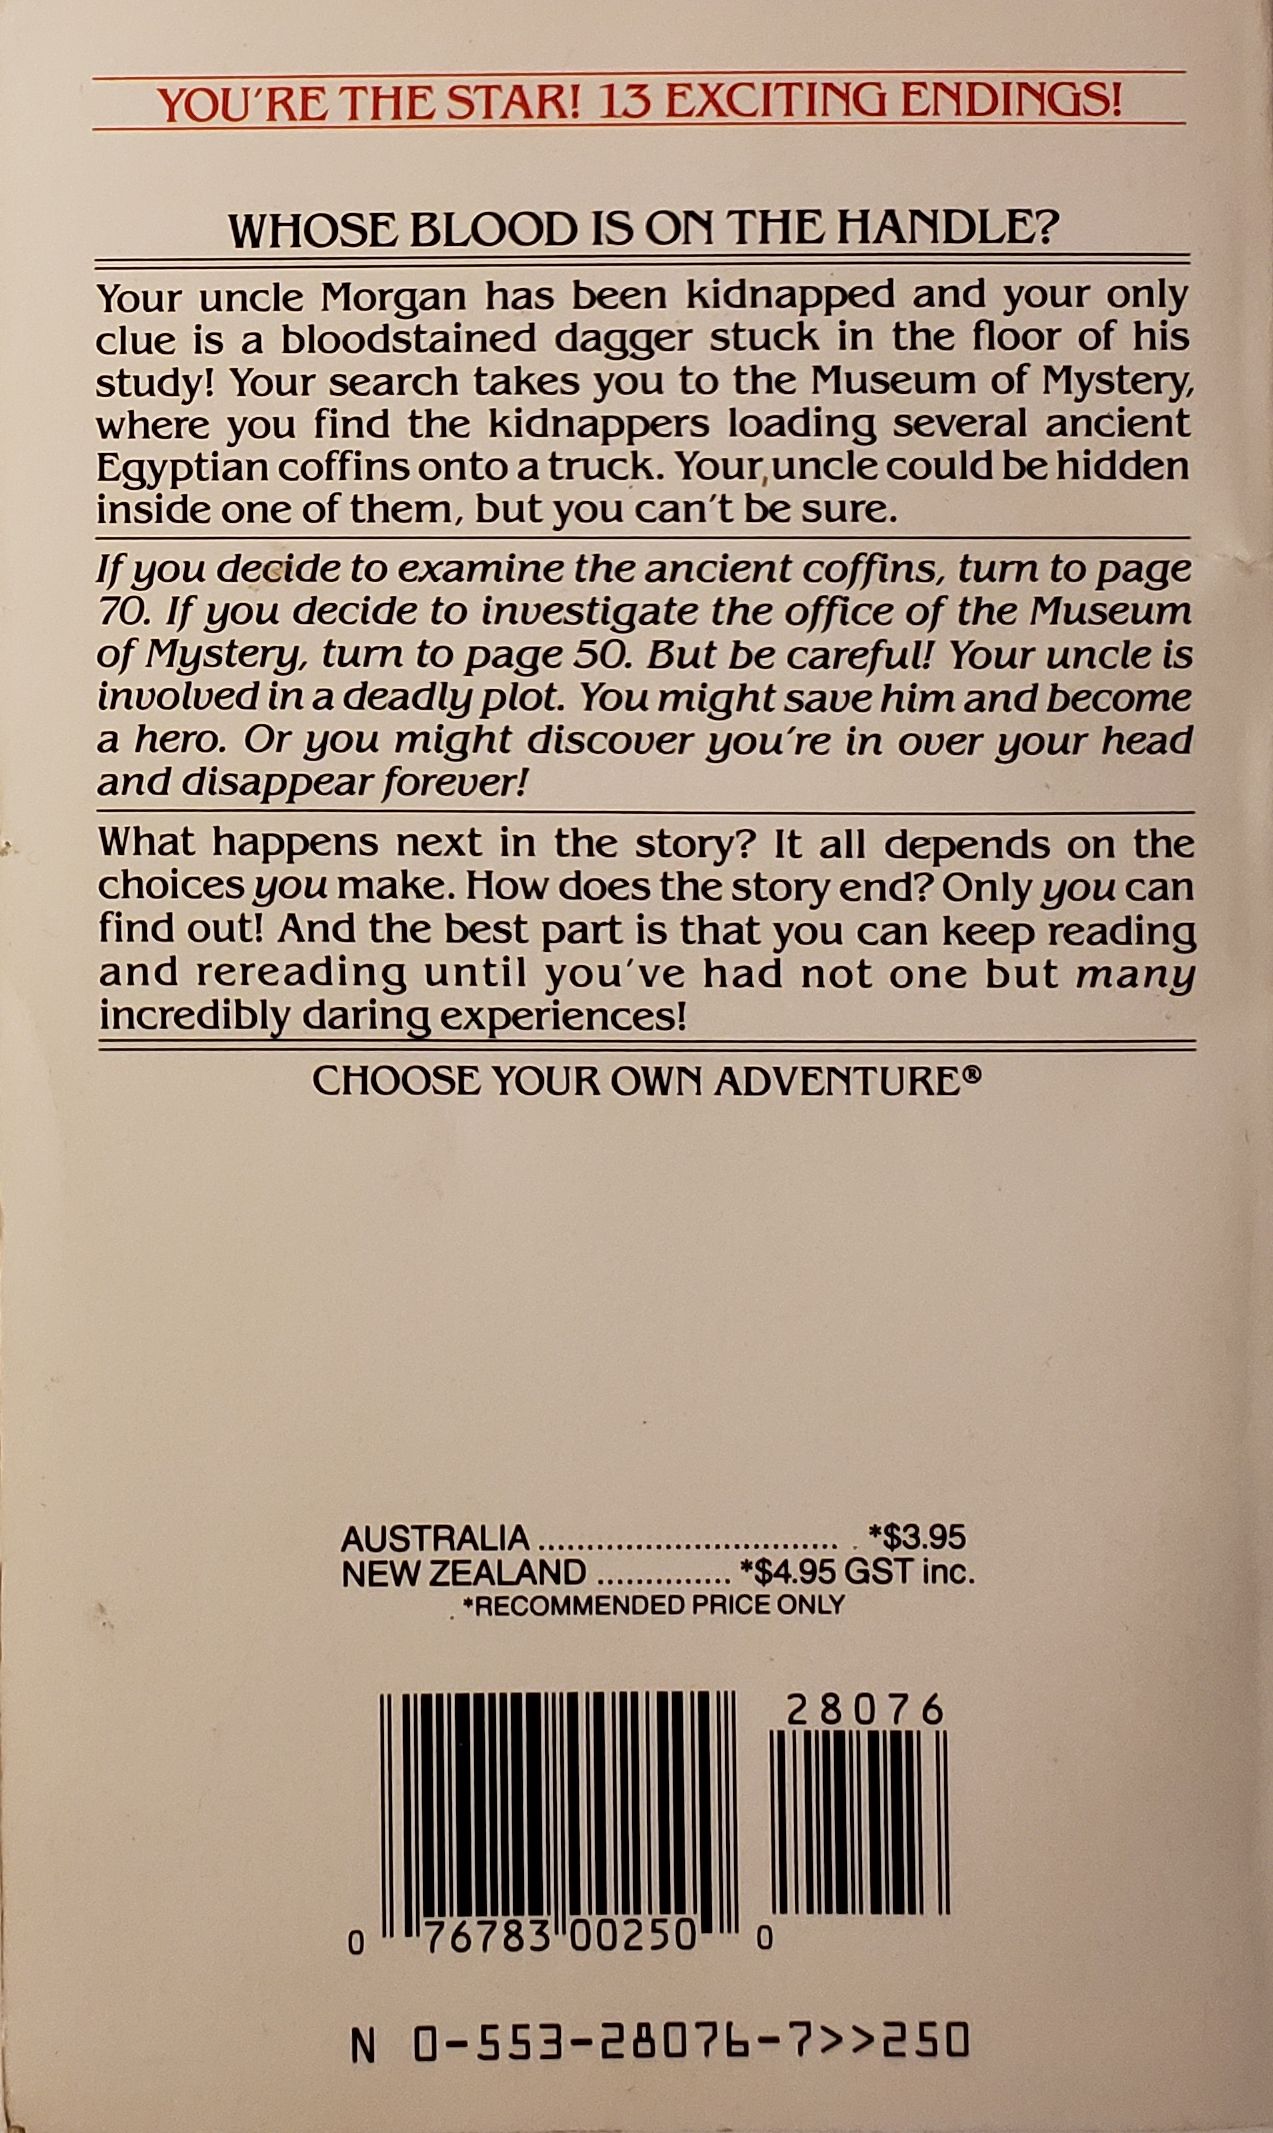 YOU'RE THE STAR! 13 EXCITING ENDINGS!
WHOSE BLOOD IS ON THE HANDLE?
Your uncle Morgan has been kidnapped and your only
clue is a bloodstained dagger stuck in the floor of his
study! Your search takes you to the Museum of Mystery,
where you find the kidnappers loading several ancient
Egyptian coffins onto a truck. Your uncle could be hidden
inside one of them, but you can't be sure.
If you decide to examine the ancient coffins, turn to page
70. If you decide to investigate the office of the Museum
of Mystery, turn to page 50. But be careful! Your uncle is
involved in a deadly plot. You might save him and become
a hero. Or you might discover you're in over your head
and disappear forever!
What happens next in the story? It all depends on the
choices you make. How does the story end? Only you can
find out! And the best part is that you can keep reading
and rereading until you've had not one but many
incredibly daring experiences!
CHOOSE YOUR OWN ADVENTURE®
AUSTRALIA ................................ *$3.95
NEW ZEALAND .............. *$4.95 GST inc.
*RECOMMENDED PRICE ONLY
28076
0 76783 00250 0
N 0-553-28076-7>>250